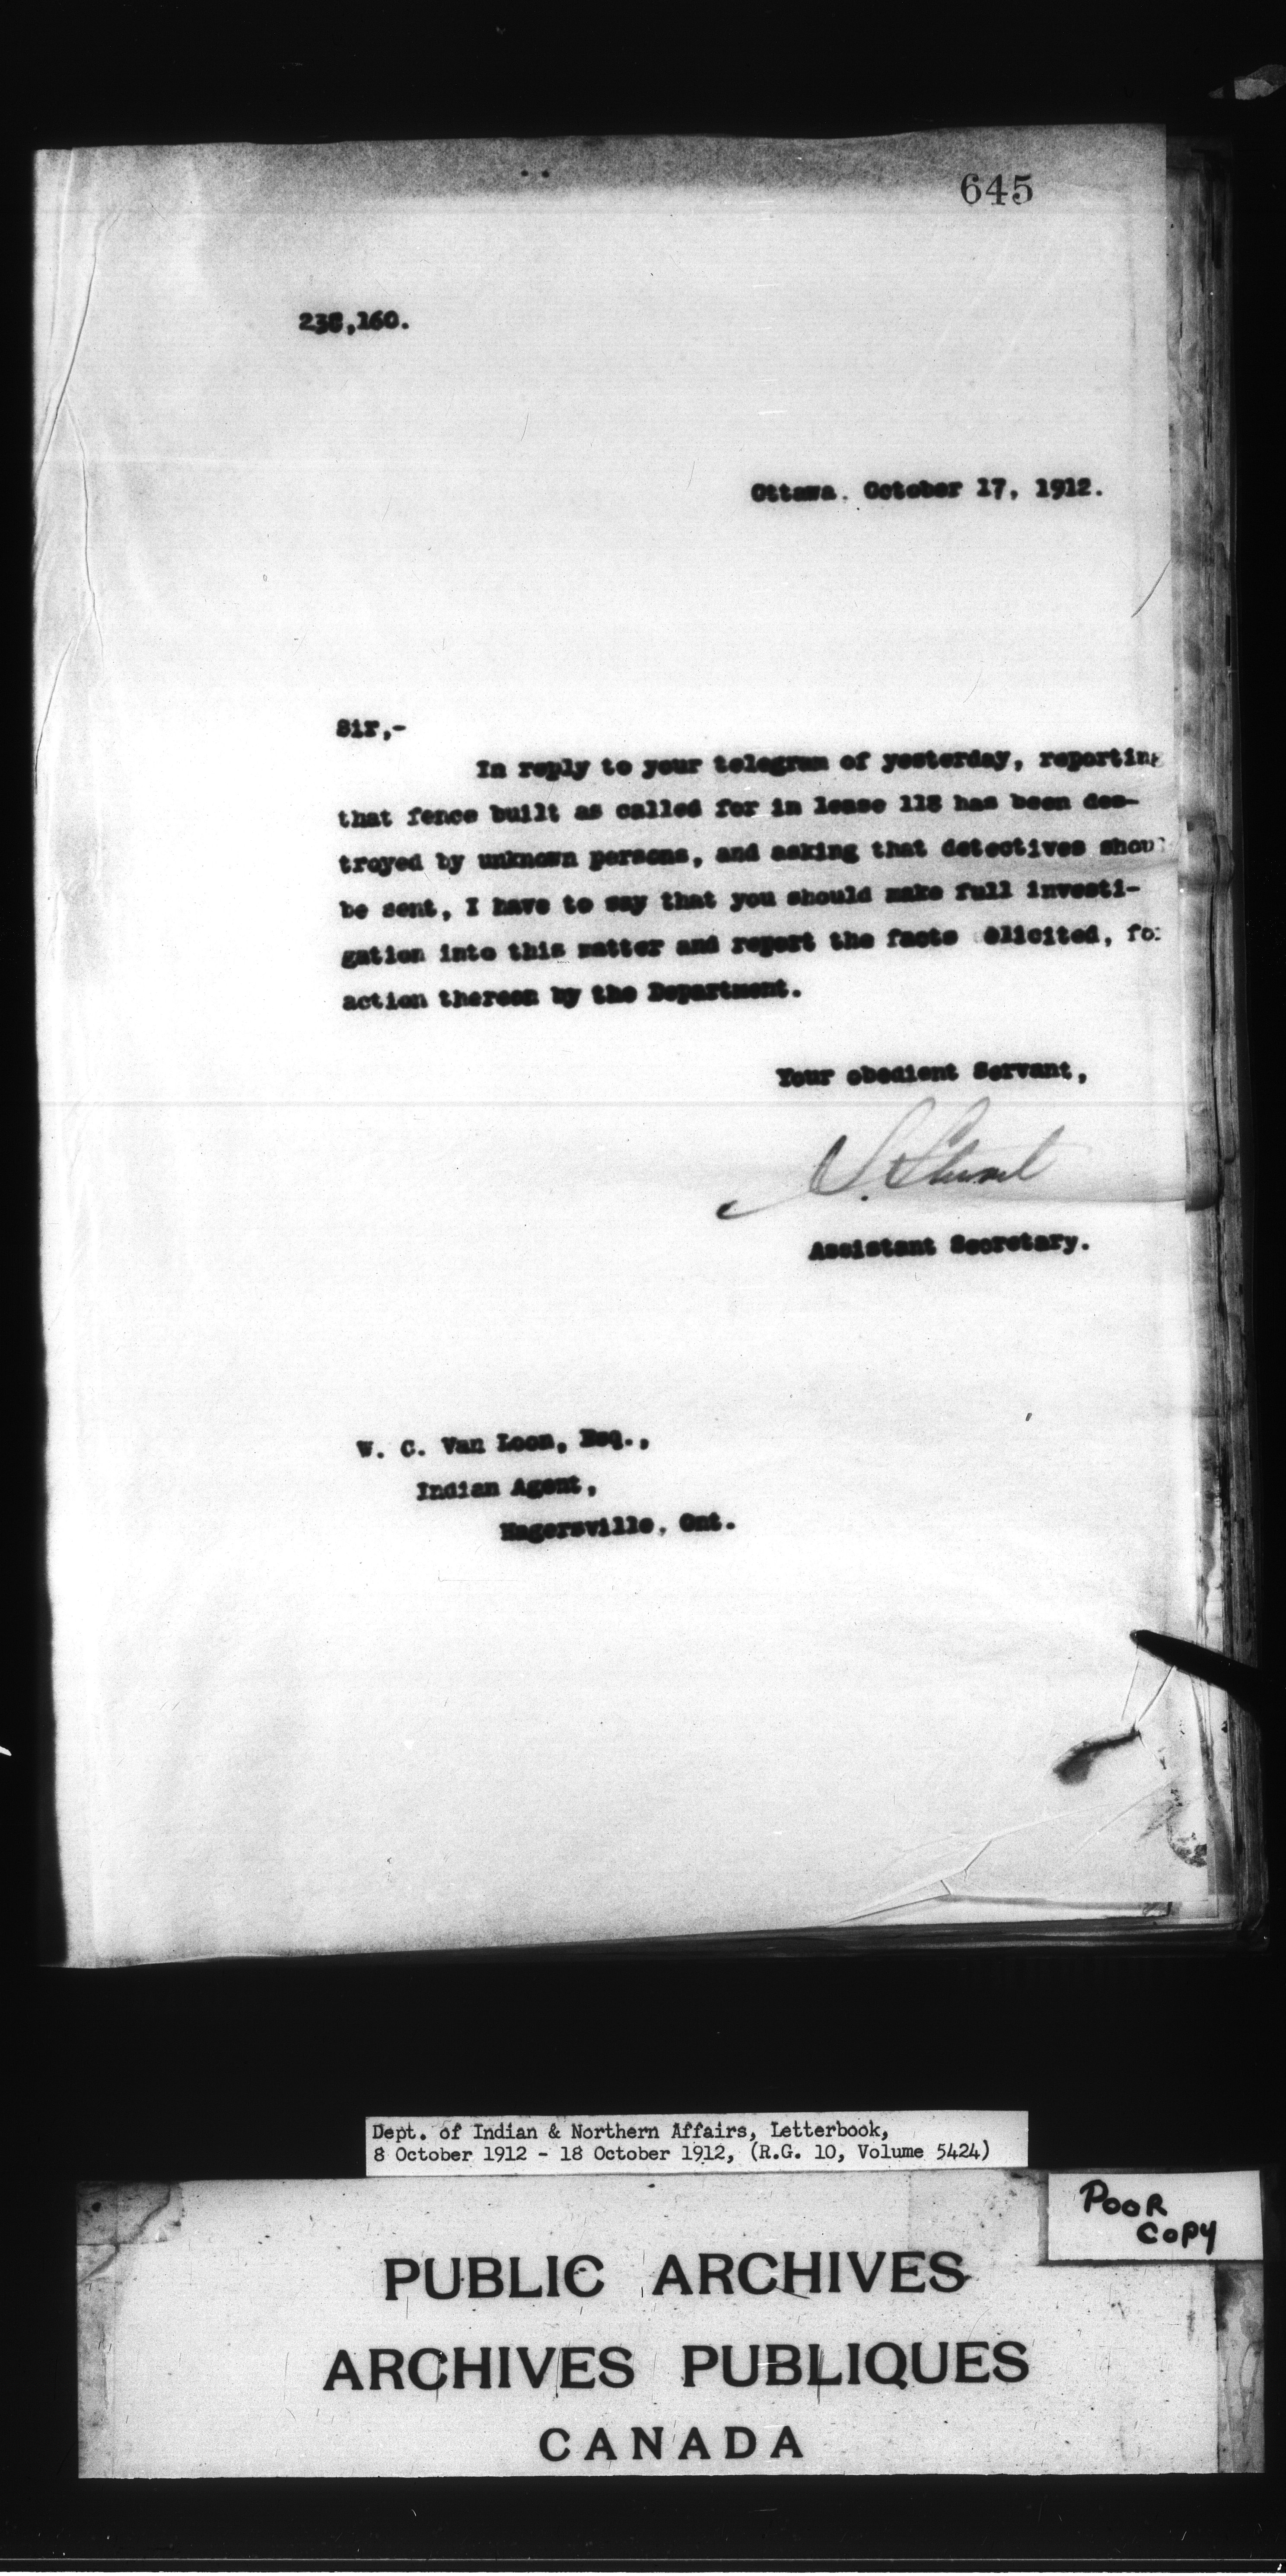 645
238,160.
Ottawa. October 17, 1912.
Sir,-
In reply to your telegram of yesterday, reporting
that fence built as called for in lease 118 has been des-
troyed by unknown persons, and asking that detectives shoul
be sent, I have to say that you should make full investi-
gation into this matter and report the facts elicited, for
action thereon by the Department.
Your obedient Servant,
S. Stewart
Assistant Secretary.
W. C. Van Loon, Esq.,
Indian Agent,
Hagersville, Ont.
Dept. of Indian & Northern Affairs, Letterbook,
8 October 1912 - 18 October 1912, (R.G. 10, Volume 5424)
POOR
COPY
PUBLIC ARCHIVES
ARCHIVES PUBLIQUES
CANADA